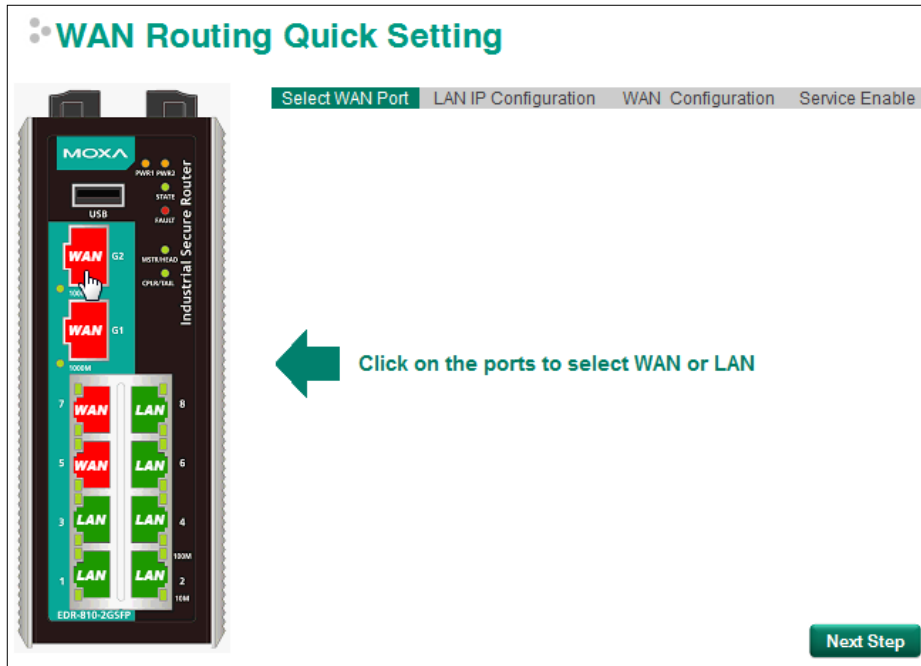 WAN Routing Quick Setting
Select WAN Port LAN IP Configuration WAN Configuration Service Enable
MOXA
PWR1 PWR2
STATE
FAULT
MSTR/HEAD
CPLR/TAIL
Industrial Secure Router
USB
WAN G2
WAN G1
1000M
7 WAN LAN 8
5 WAN LAN 6
3 LAN LAN 4
100M
1 LAN LAN 2
10M
EDR-810-2GSFP
Click on the ports to select WAN or LAN
Next Step